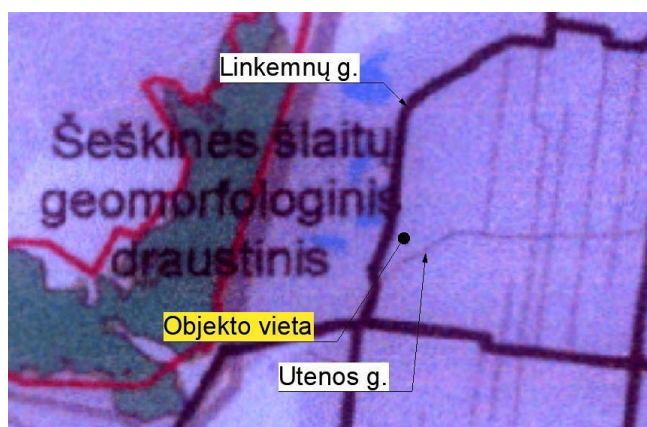 Linkemnų g.
Šeškinės šlaitų
geomorfologinis
draustinis
Objekto vieta
Utenos g.